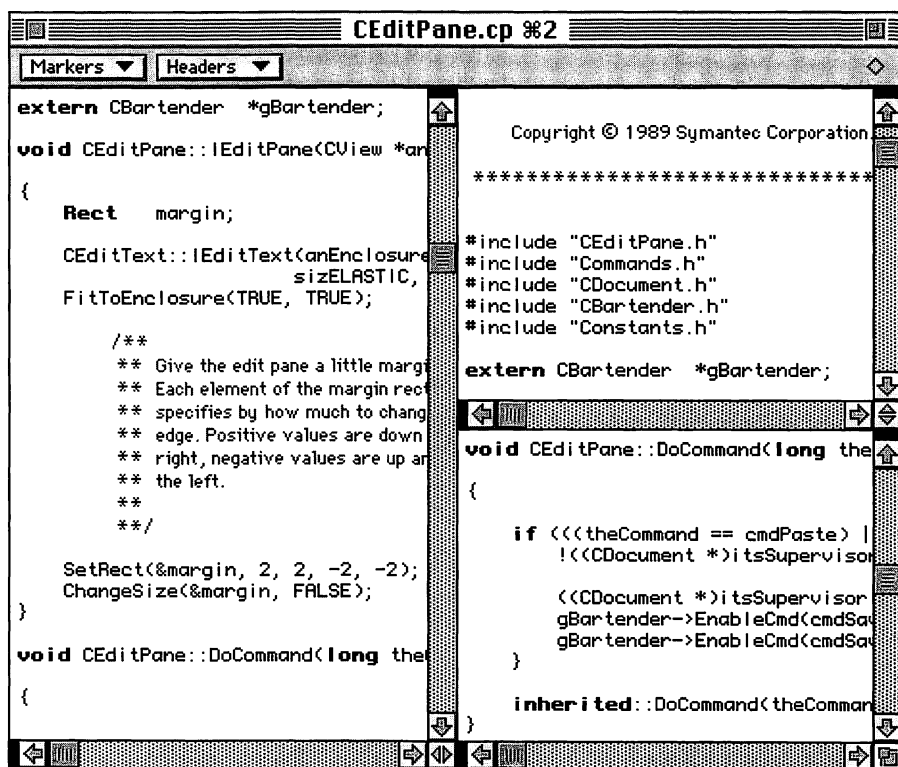 CEditPane.cp ⌘2
Markers ▼ Headers ▼
extern CBartender *gBartender;
void CEditPane::IEditPane(CView *an
{
Rect margin;
CEditText::IEditText(anEnclosure
sizELASTIC,
FitToEnclosure(TRUE, TRUE);
/**
** Give the edit pane a little margi
** Each element of the margin rect
** specifies by how much to chang
** edge. Positive values are down
** right, negative values are up an
** the left.
**
**/
SetRect(&margin, 2, 2, -2, -2);
ChangeSize(&margin, FALSE);
}
void CEditPane::DoCommand(long the
{
Copyright © 1989 Symantec Corporation.
******************************
#include "CEditPane.h"
#include "Commands.h"
#include "CDocument.h"
#include "CBartender.h"
#include "Constants.h"
extern CBartender *gBartender;
void CEditPane::DoCommand(long the
{
if (((theCommand == cmdPaste) |
!((CDocument *)itsSupervisor
((CDocument *)itsSupervisor
gBartender->EnableCmd(cmdSav
gBartender->EnableCmd(cmdSav
}
inherited::DoCommand(theComman
}